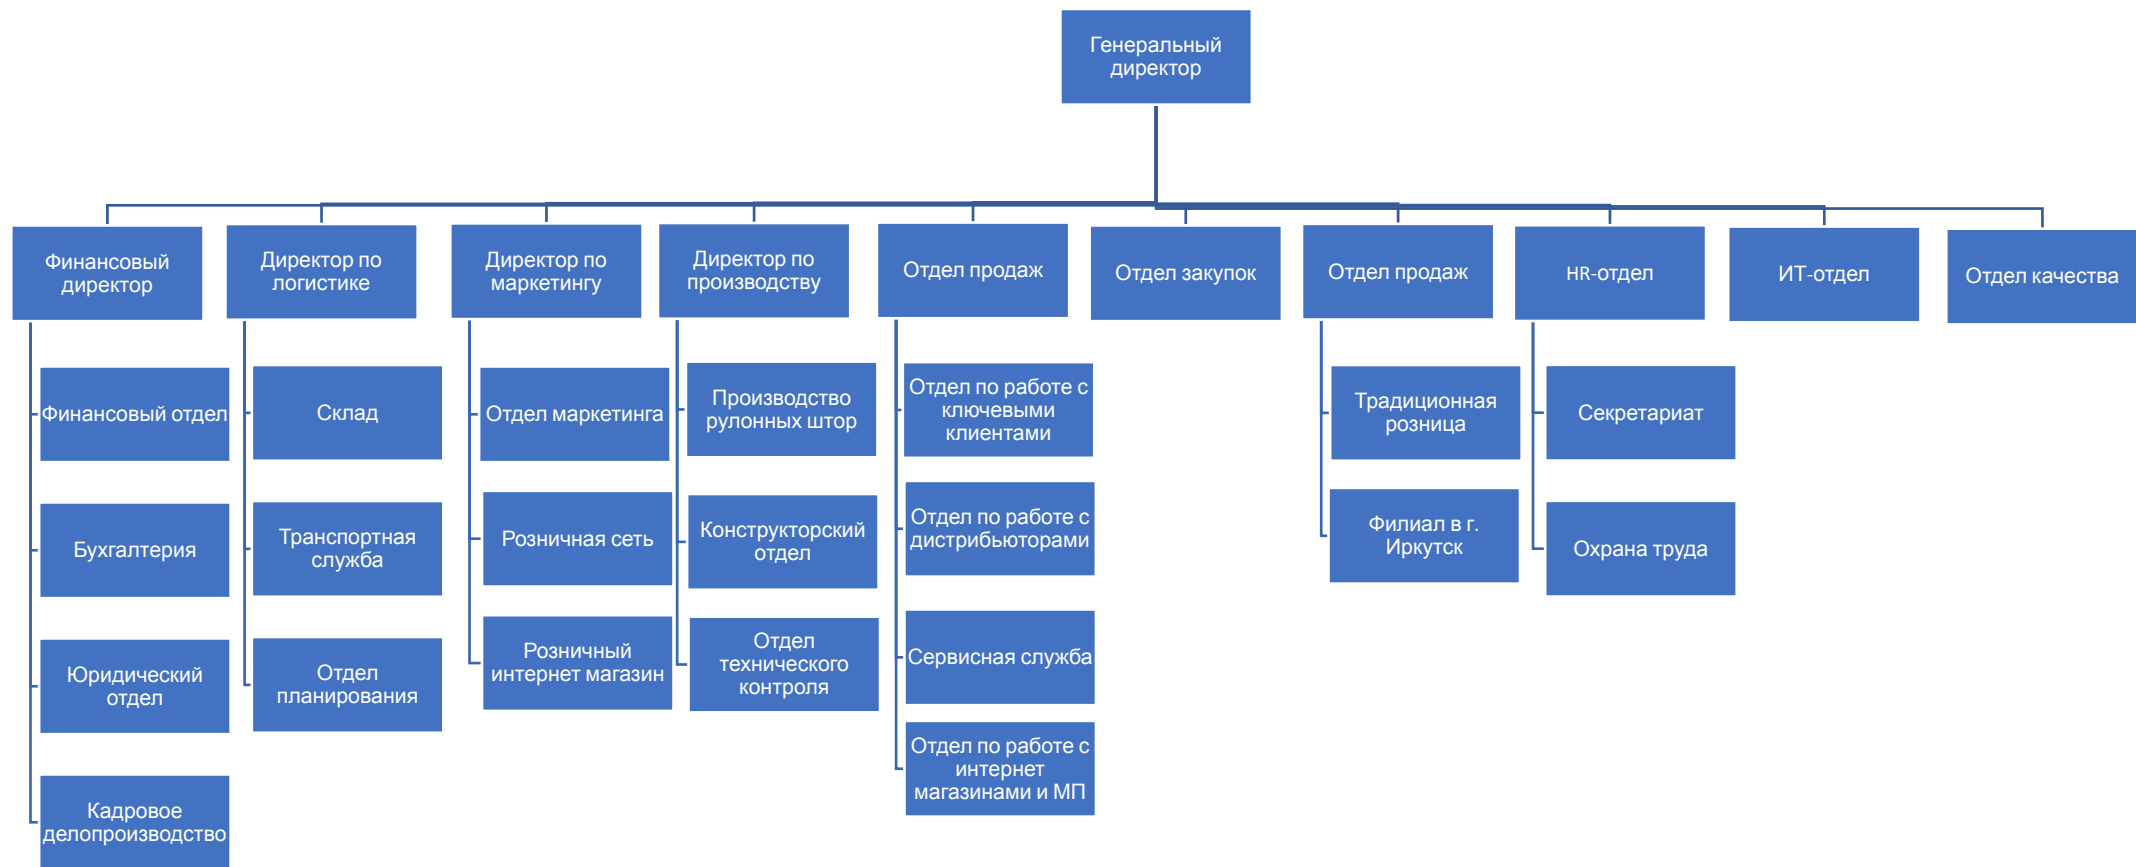 Генеральный
директор
Финансовый
директор
Директор по
логистике
Директор по
маркетингу
Директор по
производству
Отдел продаж
Отдел закупок
Отдел продаж
HR-отдел
ИТ-отдел
Отдел качества
Финансовый отдел
Бухгалтерия
Юридический
отдел
Кадровое
делопроизводство
Склад
Транспортная
служба
Отдел
планирования
Отдел маркетинга
Розничная сеть
Розничный
интернет магазин
Производство
рулонных штор
Конструкторский
отдел
Отдел
технического
контроля
Отдел по работе с
ключевыми
клиентами
Отдел по работе с
дистрибьюторами
Сервисная служба
Отдел по работе с
интернет
магазинами и МП
Традиционная
розница
Филиал в г.
Иркутск
Секретариат
Охрана труда